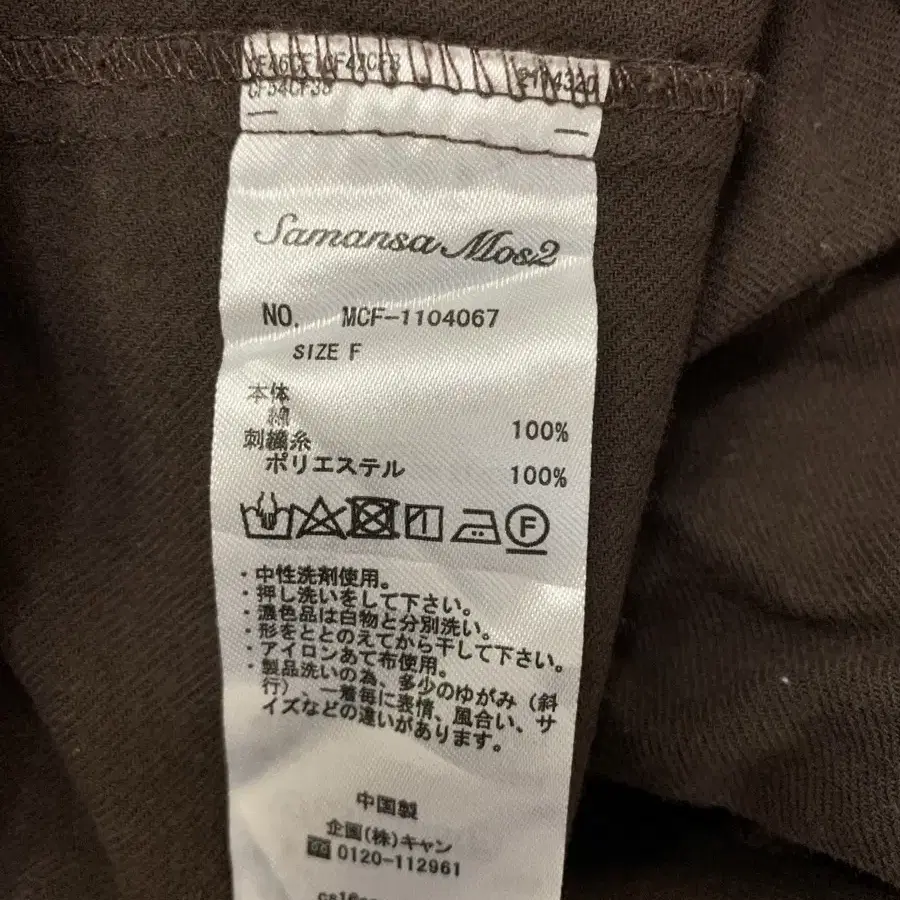 Samansa Mos2
NO. MCF-1104067
SIZE F
本体
綿 100%
刺繍糸
ポリエステル 100%
F
・中性洗剤使用。
・押し洗いをして下さい。
・濃色品は白物と分別洗い。
・形をととのえてから干して下さい。
・アイロンあて布使用。
・製品洗いの為、多少のゆがみ（斜
行）、一着毎に表情、風合い、サ
イズなどの違いがあります。
中国製
企画(株)キャン
0120-112961